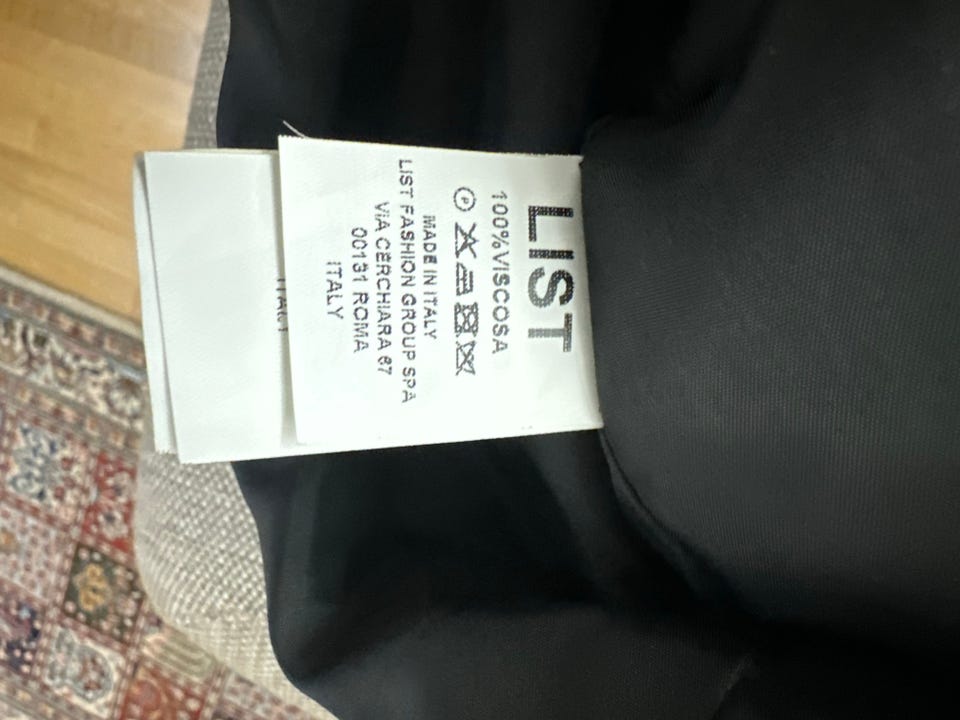 LIST
100%VISCOSA
P
MADE IN ITALY
LIST FASHION GROUP SPA
VIA CERCHIARA 67
00131 ROMA
ITALY